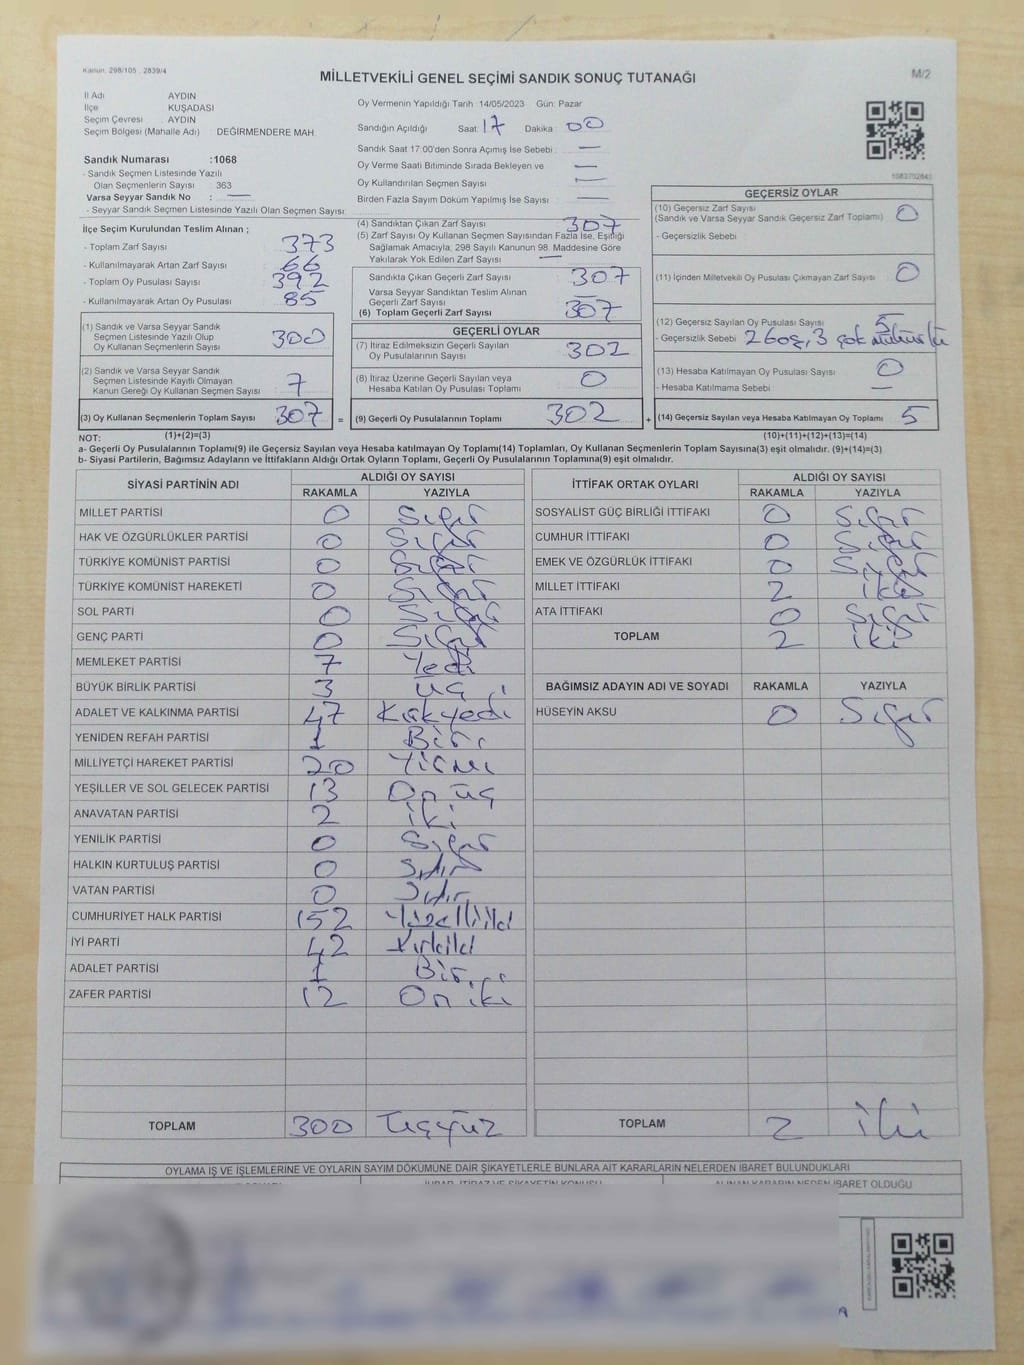 Kanun: 298/105 , 2839/4
MİLLETVEKİLİ GENEL SEÇİMİ SANDIK SONUÇ TUTANAĞI
M/2
İl Adı AYDIN
İlçe KUŞADASI
Seçim Çevresi AYDIN
Seçim Bölgesi (Mahalle Adı) DEĞİRMENDERE MAH.
Sandık Numarası :1068
- Sandık Seçmen Listesinde Yazılı
Olan Seçmenlerin Sayısı : 363
Varsa Seyyar Sandık No : —
- Seyyar Sandık Seçmen Listesinde Yazılı Olan Seçmen Sayısı:
Oy Vermenin Yapıldığı Tarih: 14/05/2023 Gün: Pazar
Sandığın Açıldığı Saat: 17 Dakika: 00
Sandık Saat 17:00'den Sonra Açımış İse Sebebi: —
Oy Verme Saati Bitiminde Sırada Bekleyen ve —
Oy Kullandırılan Seçmen Sayısı —
Birden Fazla Sayım Döküm Yapılmış İse Sayısı —
İlçe Seçim Kurulundan Teslim Alınan ;
- Toplam Zarf Sayısı 373
- Kullanılmayarak Artan Zarf Sayısı 66
- Toplam Oy Pusulası 392
- Kullanılmayarak Artan Oy Pusulası 85
(4) Sandıktan Çıkan Zarf Sayısı 307
(5) Zarf Sayısı Oy Kullanan Seçmen Sayısından Fazla İse, Eşitliği
Sağlamak Amacıyla, 298 Sayılı Kanunun 98. Maddesine Göre
Yakılarak Yok Edilen Zarf Sayısı —
Sandıkta Çıkan Geçerli Zarf Sayısı 307
Varsa Seyyar Sandıktan Teslim Alınan
Geçerli Zarf Sayısı —
(6) Toplam Geçerli Zarf Sayısı 307
GEÇERSİZ OYLAR
(10) Geçersiz Zarf Sayısı 0
(Sandık ve Varsa Seyyar Sandık Geçersiz Zarf Toplamı)
- Geçersizlik Sebebi
(11) İçinden Milletvekili Oy Pusulası Çıkmayan Zarf Sayısı 0
(12) Geçersiz Sayılan Oy Pusulası Sayısı 5
- Geçersizlik Sebebi 2 boş, 3 çok mühürlü
(13) Hesaba Katılmayan Oy Pusulası Sayısı 0
- Hesaba Katılmama Sebebi —
(1) Sandık ve Varsa Seyyar Sandık
Seçmen Listesinde Yazılı Olup
Oy Kullanan Seçmenlerin Sayısı 300
(2) Sandık ve Varsa Seyyar Sandık
Seçmen Listesinde Kayıtlı Olmayan
Kanun Gereği Oy Kullanan Seçmen Sayısı 7
GEÇERLİ OYLAR
(7) İtiraz Edilmeksizin Geçerli Sayılan
Oy Pusulalarının Sayısı 302
(8) İtiraz Üzerine Geçerli Sayılan veya
Hesaba Katılan Oy Pusulası Toplamı 0
(3) Oy Kullanan Seçmenlerin Toplam Sayısı 307 = (9) Geçerli Oy Pusulalarının Toplamı 302 + (14) Geçersiz Sayılan veya Hesaba Katılmayan Oy Toplamı 5
NOT: (1)+(2)=(3) (10)+(11)+(12)+(13)=(14)
a- Geçerli Oy Pusulalarının Toplamı(9) ile Geçersiz Sayılan veya Hesaba Katılmayan Oy Toplamı(14) Toplamları, Oy Kullanan Seçmenlerin Toplam Sayısına(3) eşit olmalıdır. (9)+(14)=(3)
b- Siyasi Partilerin, Bağımsız Adayların ve İttifakların Aldığı Ortak Oyların Toplamı, Geçerli Oy Pusulalarının Toplamına(9) eşit olmalıdır.
SİYASİ PARTİNİN ADI ALDIĞI OY SAYISI
RAKAMLA YAZIYLA
MİLLET PARTİSİ 0 Sıfır
HAK VE ÖZGÜRLÜKLER PARTİSİ 0 Sıfır
TÜRKİYE KOMÜNİST PARTİSİ 0 Sıfır
TÜRKİYE KOMÜNİST HAREKETİ 0 Sıfır
SOL PARTİ 0 Sıfır
GENÇ PARTİ 0 Sıfır
MEMLEKET PARTİSİ 7 Yedi
BÜYÜK BİRLİK PARTİSİ 3 üç
ADALET VE KALKINMA PARTİSİ 47 Kırkyedi
YENİDEN REFAH PARTİSİ 1 Bir
MİLLİYETÇİ HAREKET PARTİSİ 20 Yirmi
YEŞİLLER VE SOL GELECEK PARTİSİ 13 On üç
ANAVATAN PARTİSİ 2 iki
YENİLİK PARTİSİ 0 Sıfır
HALKIN KURTULUŞ PARTİSİ 0 Sıfır
VATAN PARTİSİ 0 Sıfır
CUMHURİYET HALK PARTİSİ 152 Yüzelliiki
İYİ PARTİ 42 Kırkiki
ADALET PARTİSİ 1 Bir
ZAFER PARTİSİ 12 On iki
TOPLAM 300 Üçyüz
İTTİFAK ORTAK OYLARI ALDIĞI OY SAYISI
RAKAMLA YAZIYLA
SOSYALİST GÜÇ BİRLİĞİ İTTİFAKI 0 Sıfır
CUMHUR İTTİFAKI 0 Sıfır
EMEK VE ÖZGÜRLÜK İTTİFAKI 0 Sıfır
MİLLET İTTİFAKI 2 iki
ATA İTTİFAKI 0 Sıfır
TOPLAM 2 iki
BAĞIMSIZ ADAYIN ADI VE SOYADI RAKAMLA YAZIYLA
HÜSEYİN AKSU 0 Sıfır
TOPLAM 2 iki
OYLAMA İŞ VE İŞLEMLERİNE VE OYLARIN SAYIM DÖKÜMÜNE DAİR ŞİKAYETLERLE BUNLARA AİT KARARLARIN NELERDEN İBARET BULUNDUKLARI